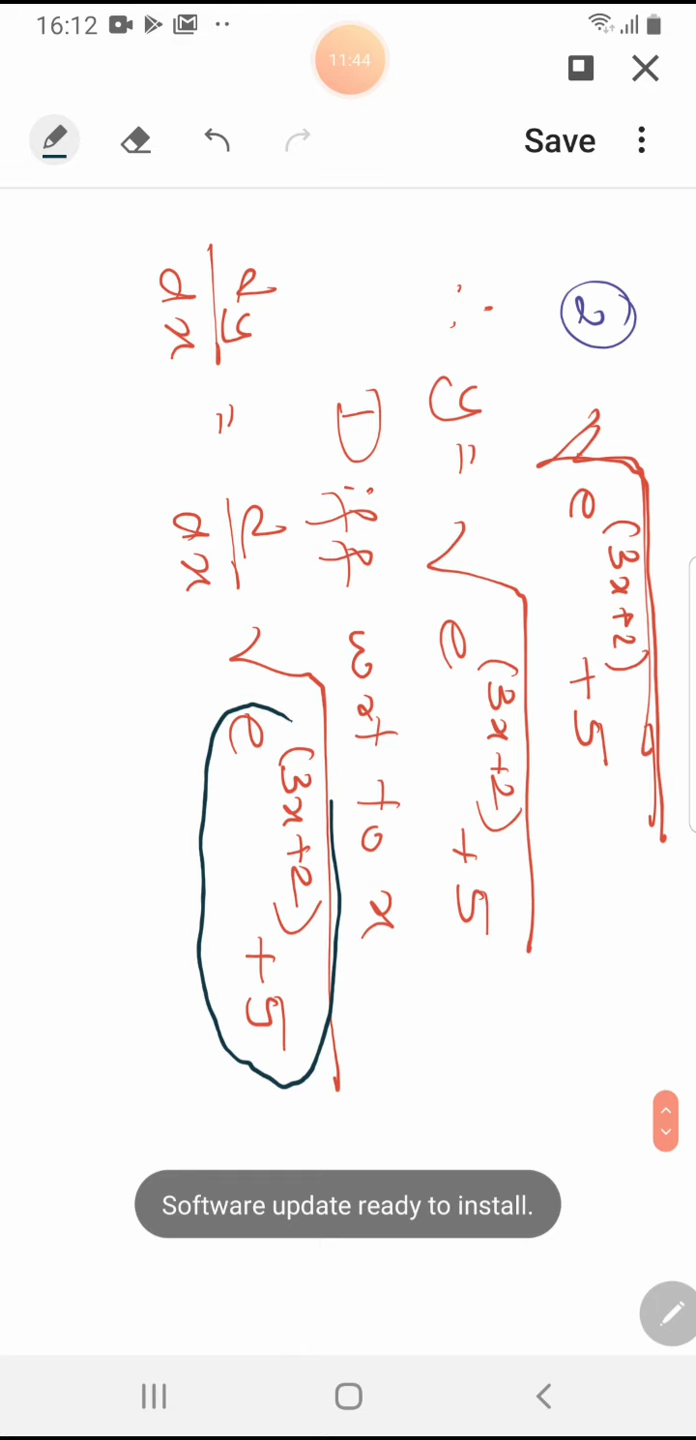 16:12
11:44
Save
②
√e^(3x+2) + 5
∴ y = √e^(3x+2) + 5
Diff wrt to x
dy/dx = d/dx √e^(3x+2) + 5
Software update ready to install.